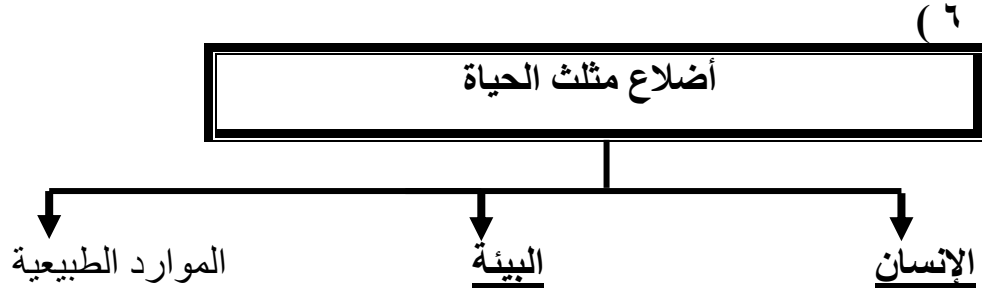 ٦ )
أضلاع مثلث الحياة
الإنسان البيئة الموارد الطبيعية